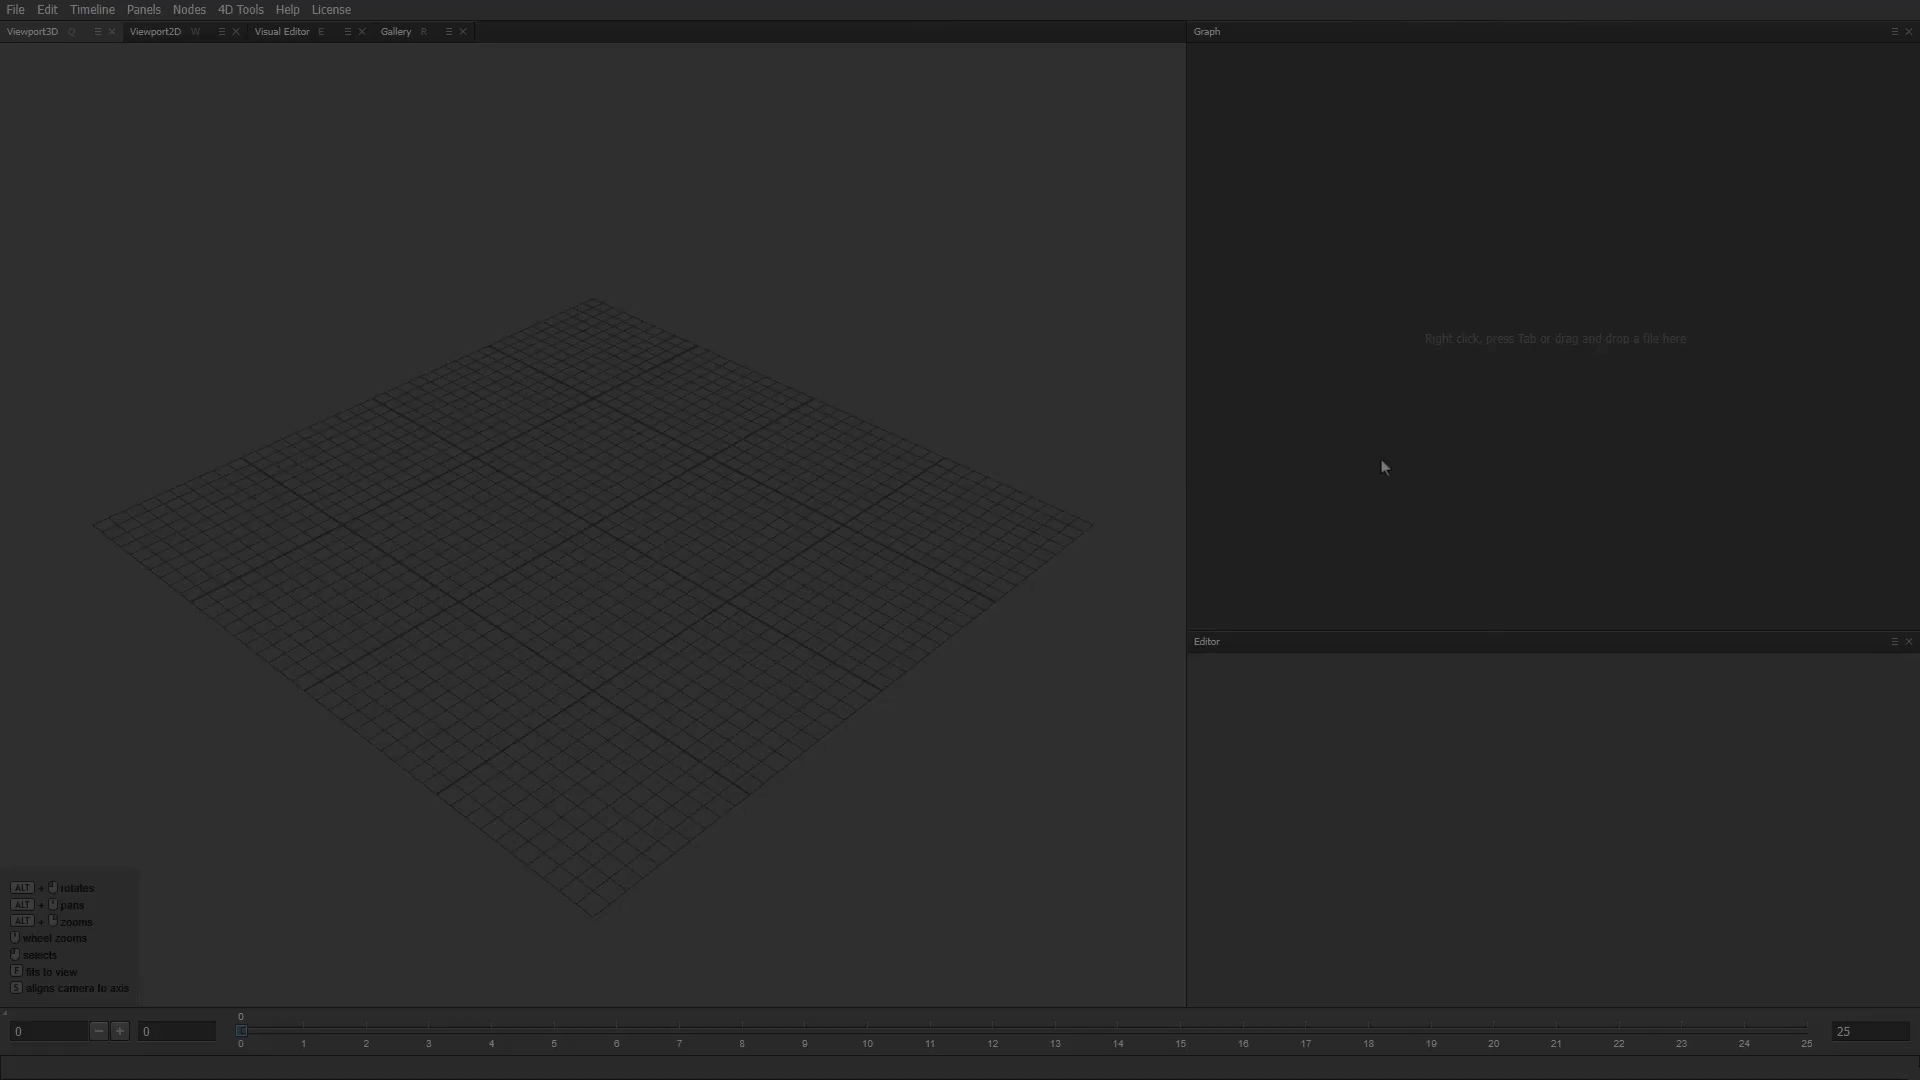 File Edit Timeline Panels Nodes 4D Tools Help License
Viewport3D Q Viewport2D W Visual Editor E Gallery R Graph
Right click, press Tab or drag and drop a file here
Editor
ALT + rotates
ALT + pans
ALT + zooms
wheel zooms
selects
F fits to view
S aligns camera to axis
0
0 − + 0 25
0 1 2 3 4 5 6 7 8 9 10 11 12 13 14 15 16 17 18 19 20 21 22 23 24 25